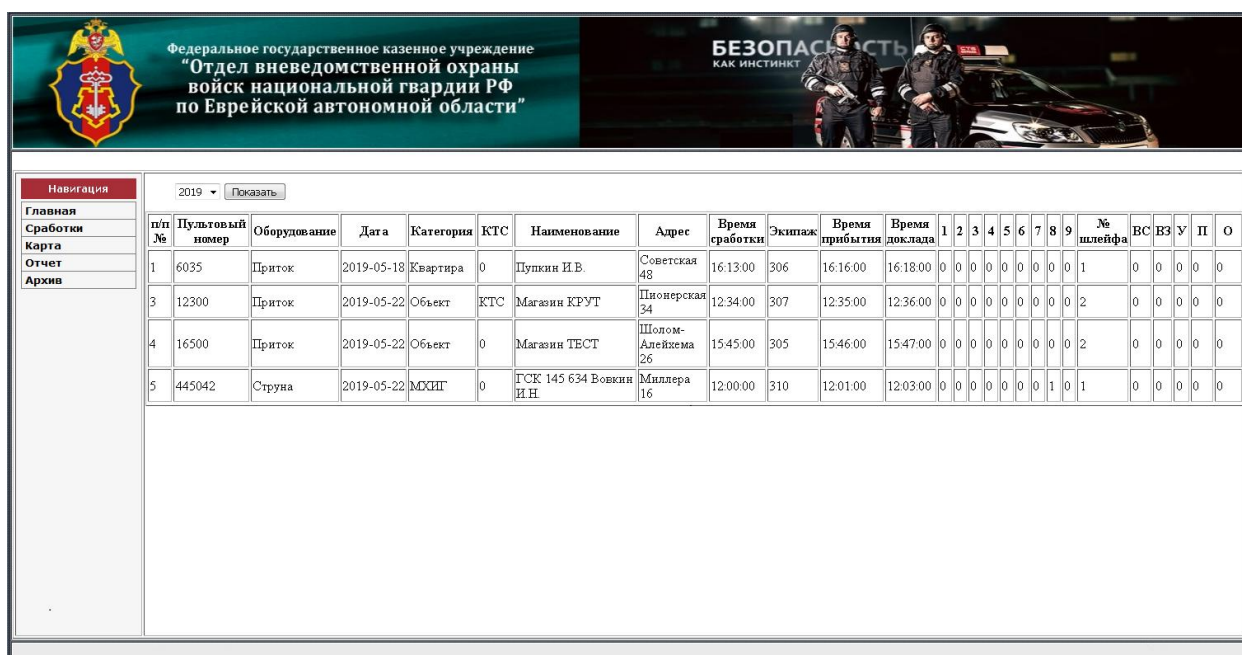 Федеральное государственное казенное учреждение
“Отдел вневедомственной охраны
войск национальной гвардии РФ
по Еврейской автономной области”
БЕЗОПАСНОСТЬ
КАК ИНСТИНКТ
Навигация
Главная
Сработки
Карта
Отчет
Архив
2019 Показать
п/п № Пультовый номер Оборудование Дата Категория КТС Наименование Адрес Время сработки Экипаж Время прибытия Время доклада 1 2 3 4 5 6 7 8 9 № шлейфа ВС ВЗ У П О
1 6035 Приток 2019-05-18 Квартира 0 Пупкин И.В. Советская 48 16:13:00 306 16:16:00 16:18:00 0 0 0 0 0 0 0 0 0 1 0 0 0 0 0
3 12300 Приток 2019-05-22 Объект КТС Магазин КРУТ Пионерская 34 12:34:00 307 12:35:00 12:36:00 0 0 0 0 0 0 0 0 0 2 0 0 0 0 0
4 16500 Приток 2019-05-22 Объект 0 Магазин ТЕСТ Шолом-Алейхема 26 15:45:00 305 15:46:00 15:47:00 0 0 0 0 0 0 0 0 0 2 0 0 0 0 0
5 445042 Струна 2019-05-22 МХИГ 0 ГСК 145 634 Вовкин И.Н. Миллера 16 12:00:00 310 12:01:00 12:03:00 0 0 0 0 0 0 0 1 0 1 0 0 0 0 0